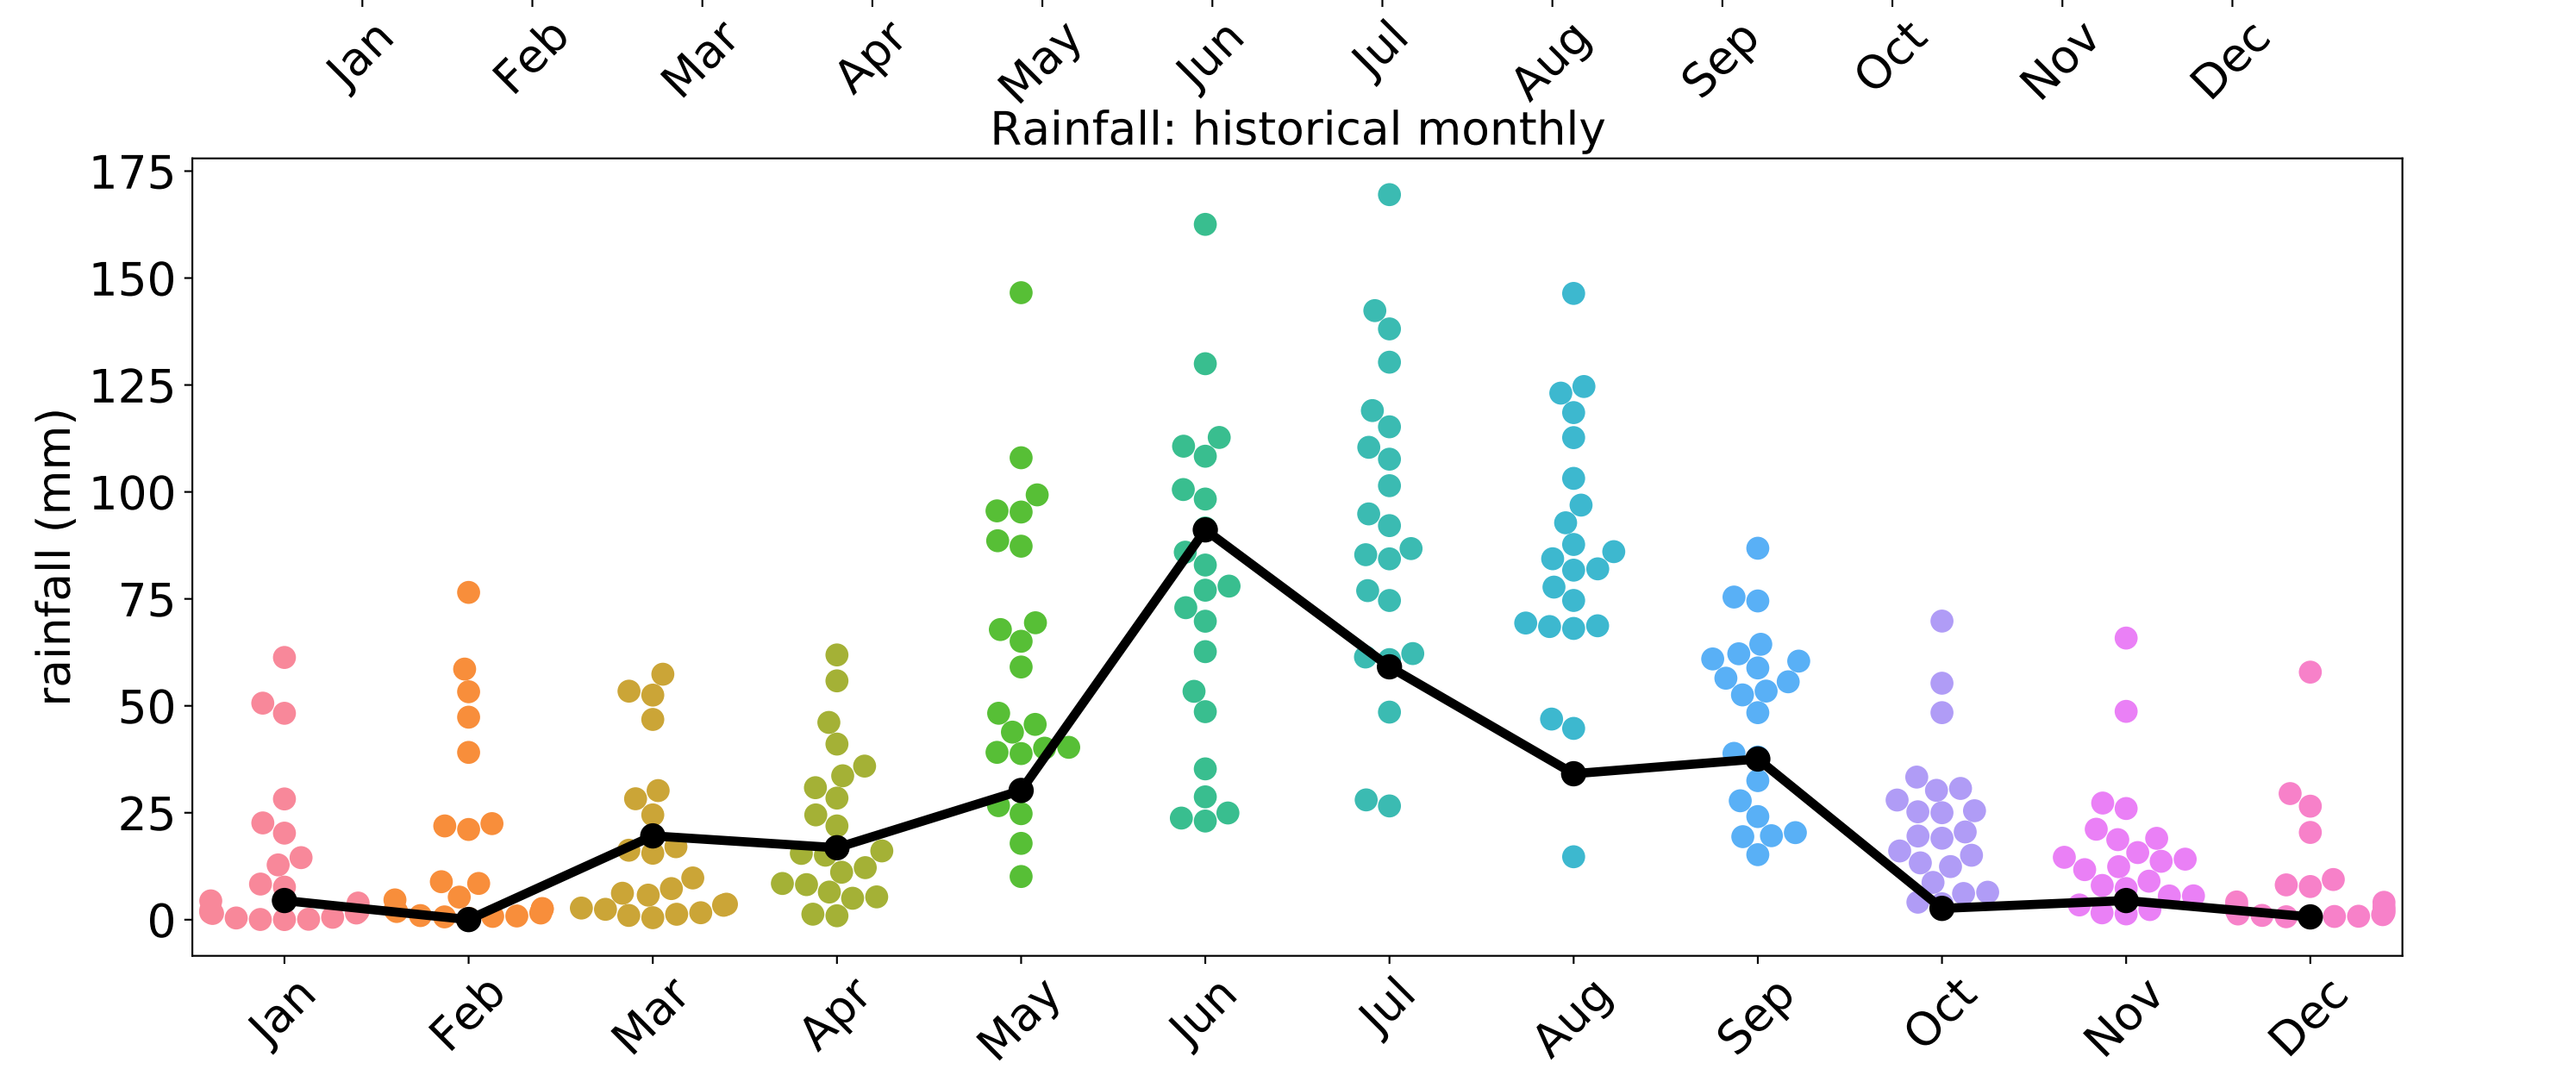 Jan Feb Mar Apr May Jun Jul Aug Sep Oct Nov Dec
Rainfall: historical monthly
175
150
125
100
75
50
25
0
rainfall (mm)
Jan Feb Mar Apr May Jun Jul Aug Sep Oct Nov Dec